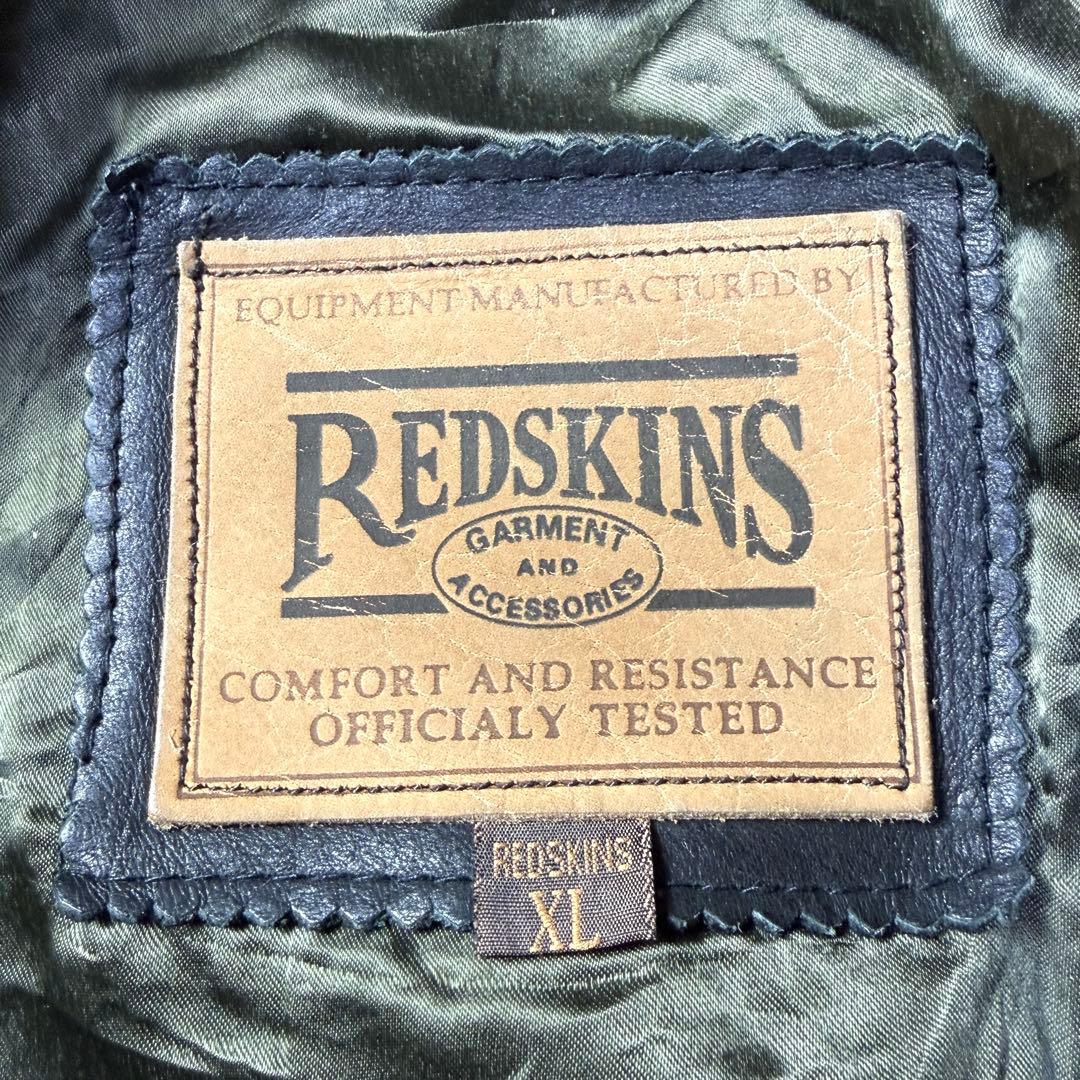 EQUIPMENT MANUFACTURED BY
REDSKINS
GARMENT
AND
ACCESSORIES
COMFORT AND RESISTANCE
OFFICIALY TESTED
REDSKINS
XL